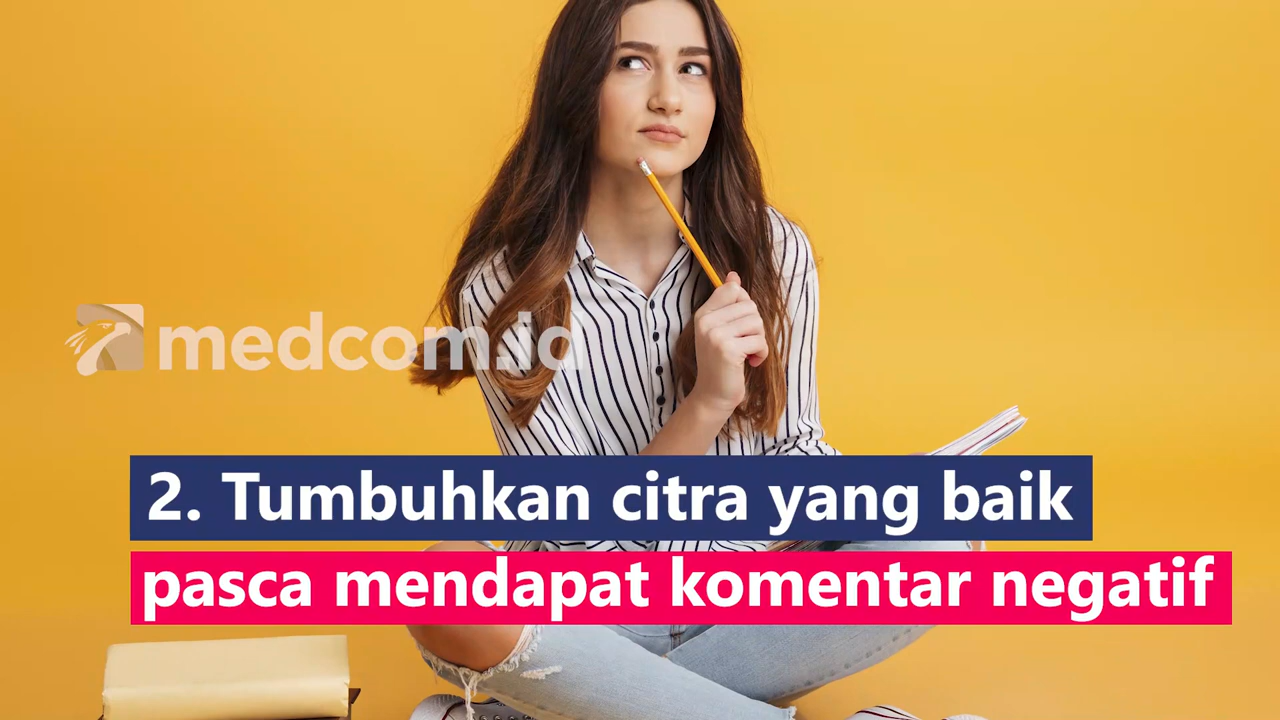 medcom.id
2. Tumbuhkan citra yang baik
pasca mendapat komentar negatif